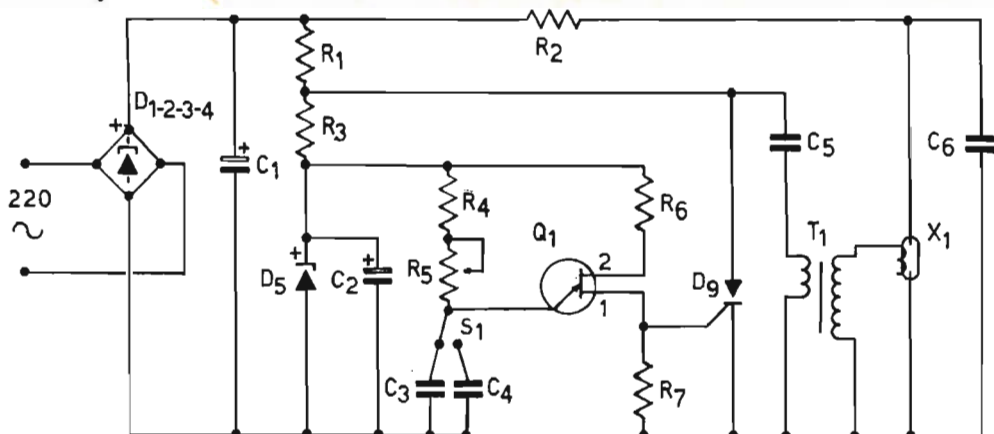 R2
R1
D1-2-3-4
+
R3
C5
C6
+
C1
220
~
R4
R6
Q1
T1
X1
+
D5
+
C2
R5
2
D9
1
S1
C3
C4
R7